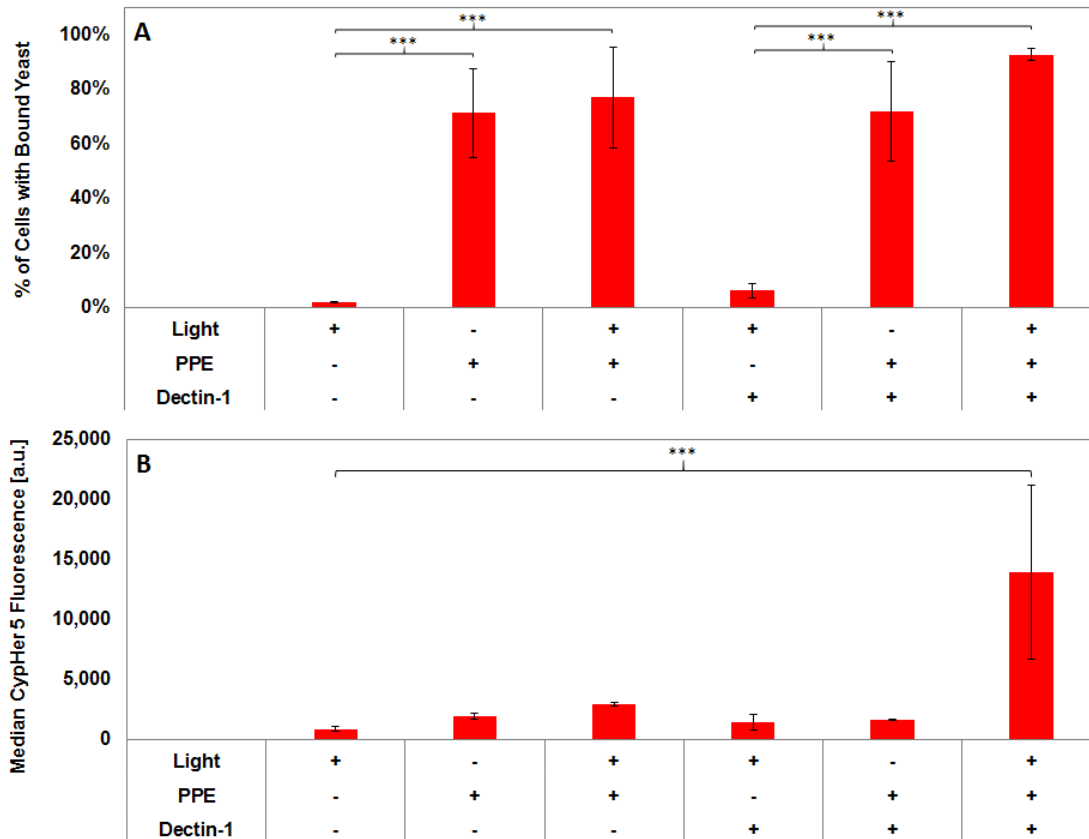 A
% of Cells with Bound Yeast
100%
80%
60%
40%
20%
0%
*** *** *** ***
Light + - + + - +
PPE - + + - + +
Dectin-1 - - - + + +
B
Median CypHer 5 Fluorescence [a.u.]
25,000
20,000
15,000
10,000
5,000
0
***
Light + - + + - +
PPE - + + - + +
Dectin-1 - - - + + +